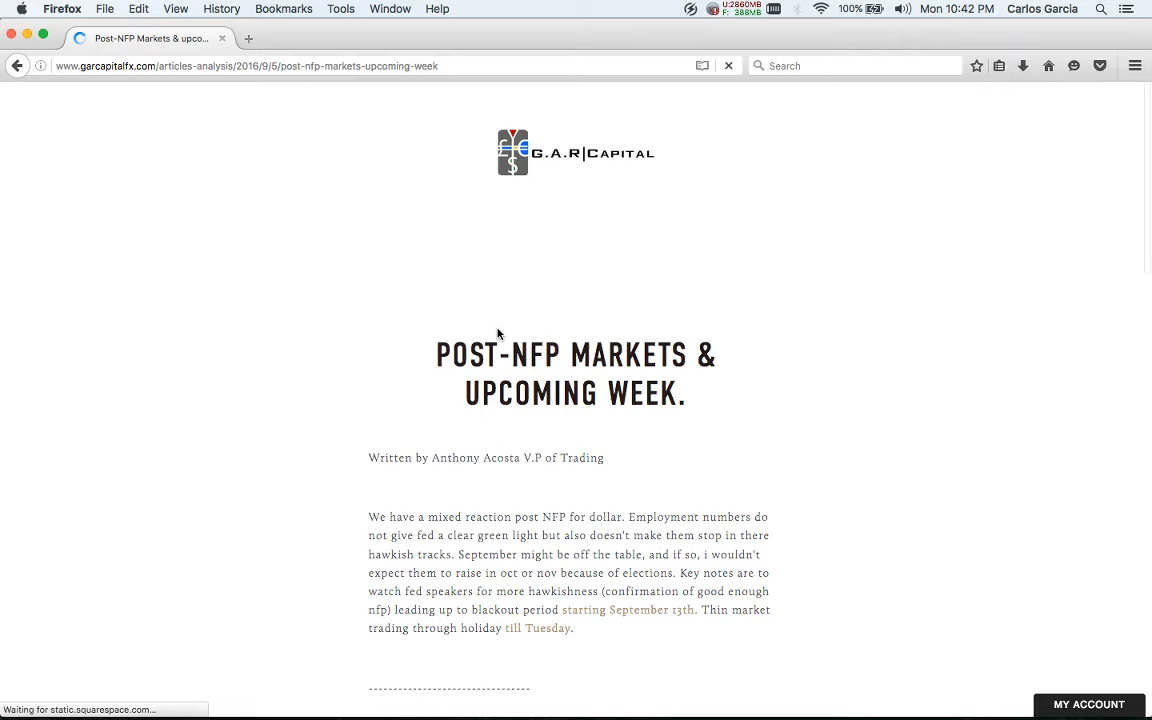 Firefox File Edit View History Bookmarks Tools Window Help U:2860MB F: 388MB 100% Mon 10:42 PM Carlos Garcia
Post-NFP Markets & upco...
www.garcapitalfx.com/articles-analysis/2016/9/5/post-nfp-markets-upcoming-week Search
G.A.R|CAPITAL
POST-NFP MARKETS &
UPCOMING WEEK.
Written by Anthony Acosta V.P of Trading
We have a mixed reaction post NFP for dollar. Employment numbers do
not give fed a clear green light but also doesn't make them stop in there
hawkish tracks. September might be off the table, and if so, i wouldn't
expect them to raise in oct or nov because of elections. Key notes are to
watch fed speakers for more hawkishness (confirmation of good enough
nfp) leading up to blackout period starting September 13th. Thin market
trading through holiday till Tuesday.
---------------------------------
Waiting for static.squarespace.com...
MY ACCOUNT